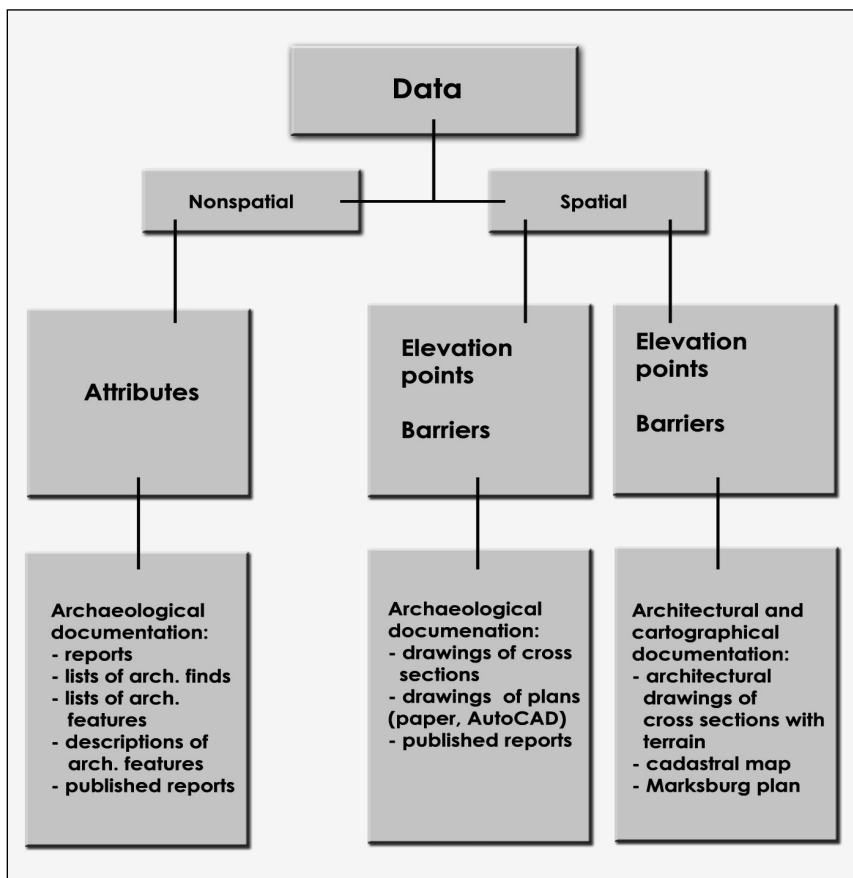 Data
Nonspatial
Spatial
Attributes
Elevation
points
Barriers
Elevation
points
Barriers
Archaeological
documentation:
- reports
- lists of arch. finds
- lists of arch.
features
- descriptions of
arch. features
- published reports
Archaeological
documenation:
- drawings of cross
sections
- drawings of plans
(paper, AutoCAD)
- published reports
Architectural and
cartographical
documentation:
- architectural
drawings of
cross sections with
terrain
- cadastral map
- Marksburg plan